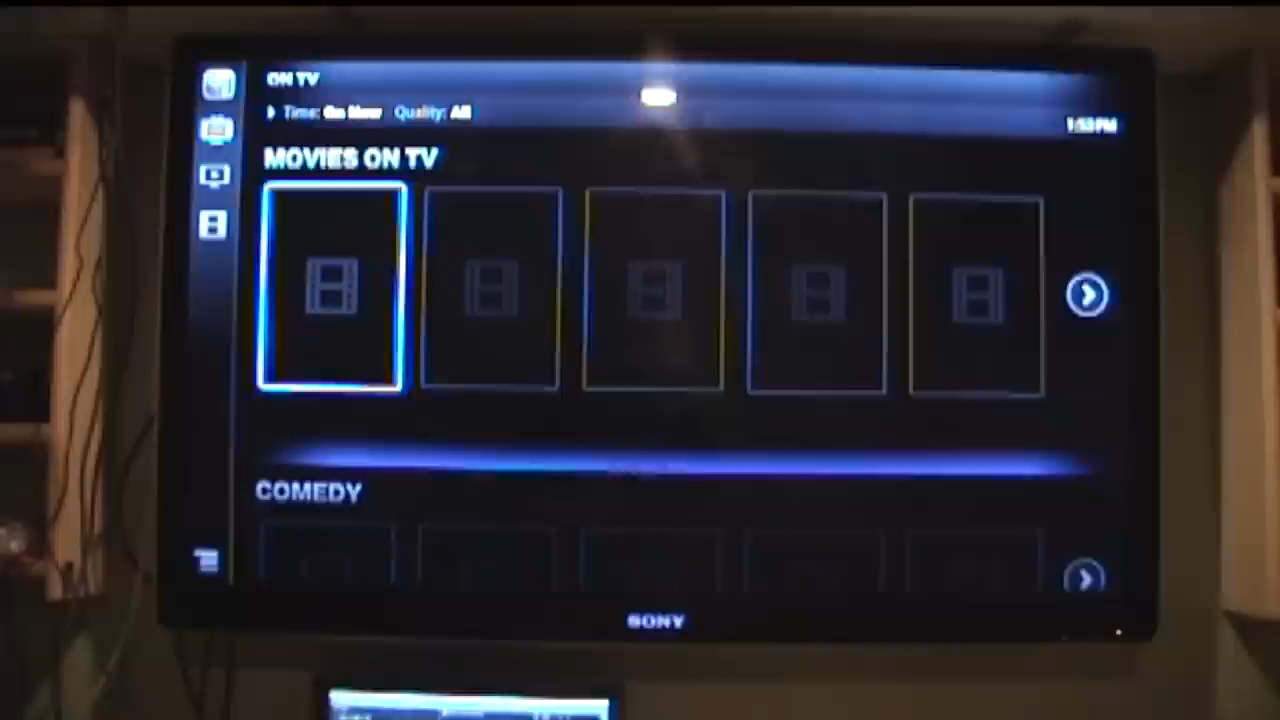 ON TV
Time: On Now Quality: All
1:53 PM
MOVIES ON TV
COMEDY
SONY